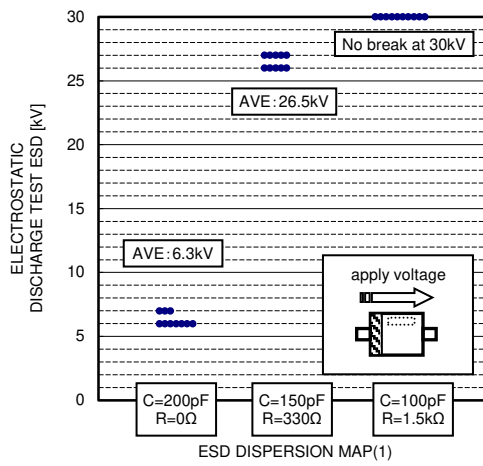 30
25
20
15
10
5
0
ELECTROSTATIC
DISCHARGE TEST ESD [kV]
No break at 30kV
AVE:26.5kV
AVE:6.3kV
apply voltage
C=200pF
R=0Ω
C=150pF
R=330Ω
C=100pF
R=1.5kΩ
ESD DISPERSION MAP(1)